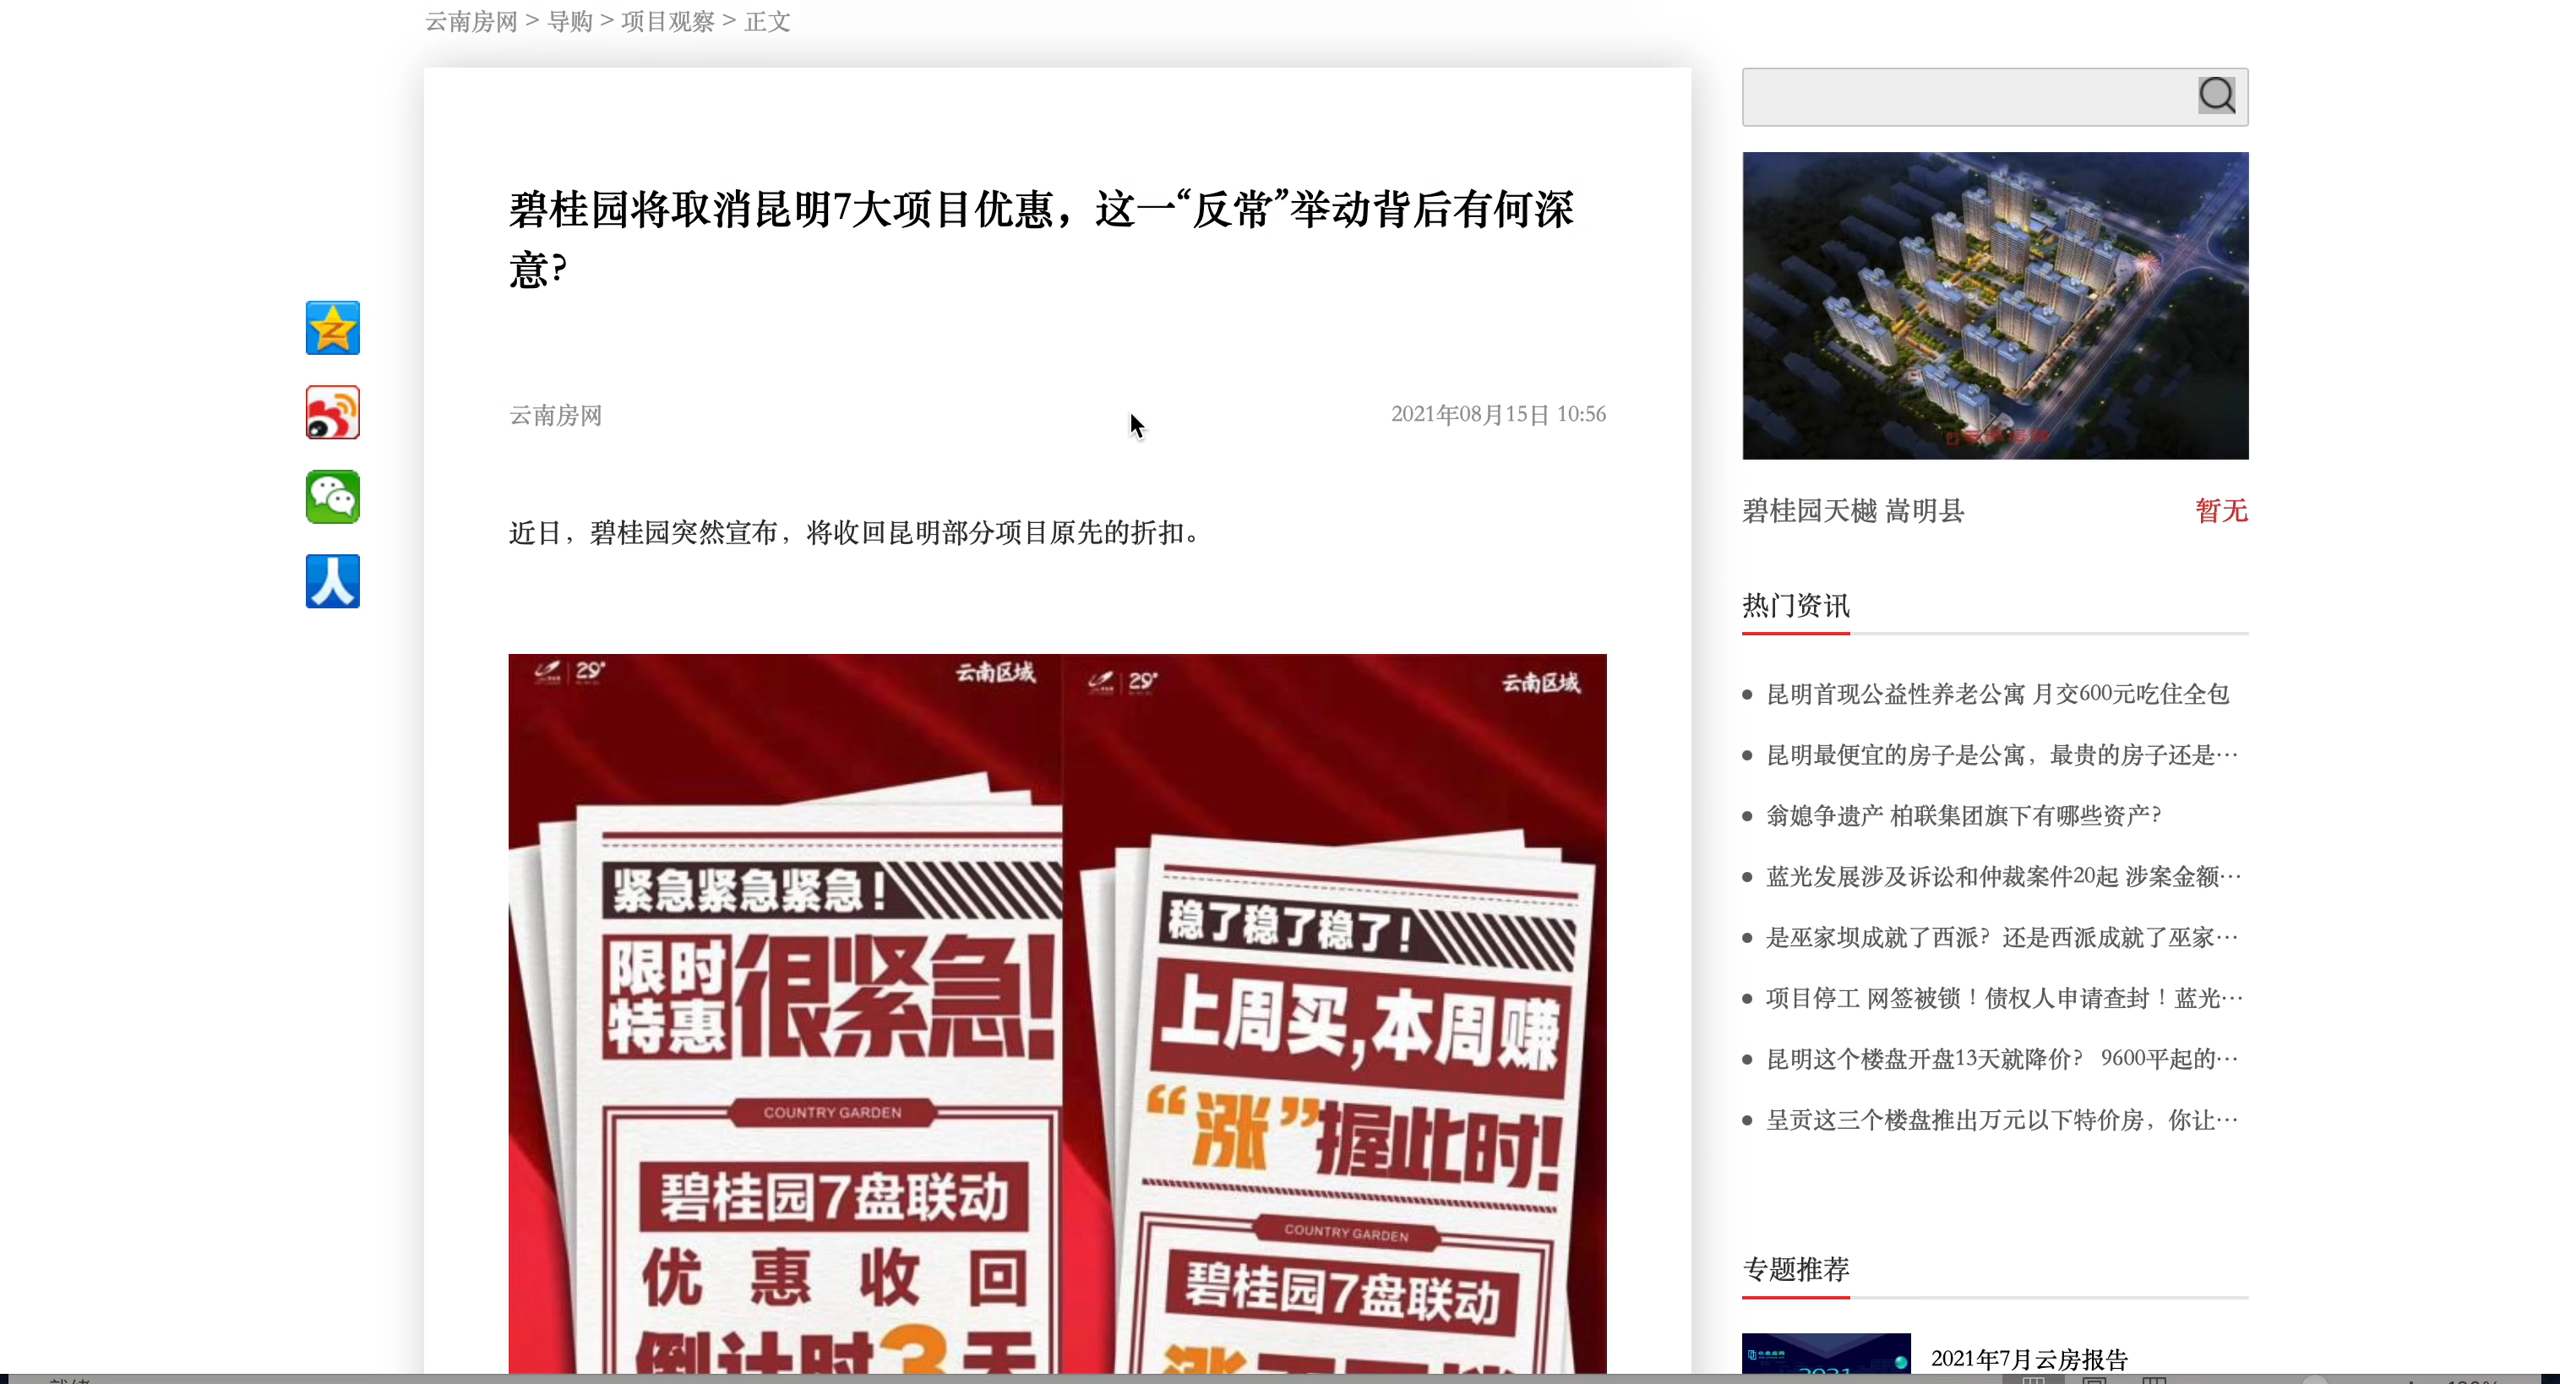 云南房网 > 导购 > 项目观察 > 正文
碧桂园将取消昆明7大项目优惠，这一“反常”举动背后有何深
意？
云南房网
2021年08月15日 10:56
近日，碧桂园突然宣布，将收回昆明部分项目原先的折扣。
29°
云南区域
紧急紧急紧急！
限时
特惠
很紧急！
COUNTRY GARDEN
碧桂园7盘联动
优惠收回
倒计时3天
29°
云南区域
稳了稳了稳了！
上周买，本周赚
“涨”握此时！
COUNTRY GARDEN
碧桂园7盘联动
碧桂园天樾 嵩明县
暂无
热门资讯
昆明首现公益性养老公寓 月交600元吃住全包
昆明最便宜的房子是公寓，最贵的房子还是…
翁媳争遗产 柏联集团旗下有哪些资产？
蓝光发展涉及诉讼和仲裁案件20起 涉案金额…
是巫家坝成就了西派？还是西派成就了巫家…
项目停工 网签被锁！债权人申请查封！蓝光…
昆明这个楼盘开盘13天就降价？ 9600平起的…
呈贡这三个楼盘推出万元以下特价房，你让…
专题推荐
2021年7月云房报告